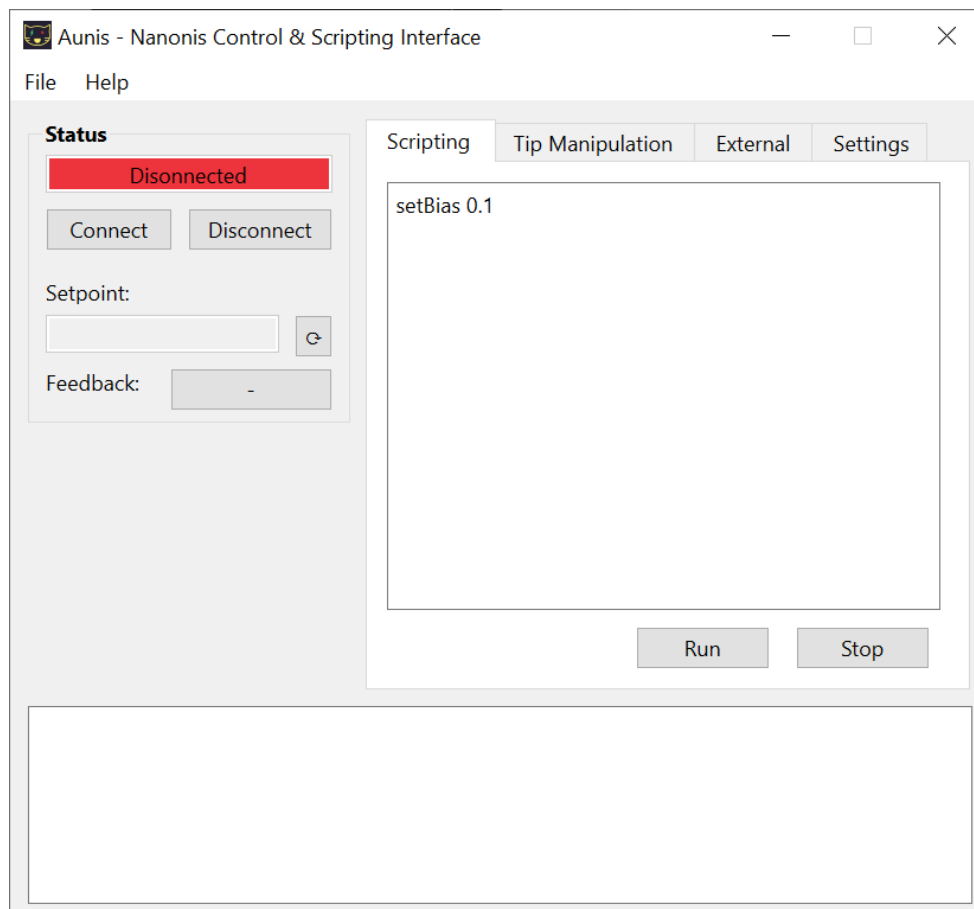 Aunis - Nanonis Control & Scripting Interface
File Help
Status
Disonnected
Connect Disconnect
Setpoint:
Feedback: -
Scripting Tip Manipulation External Settings
setBias 0.1
Run Stop